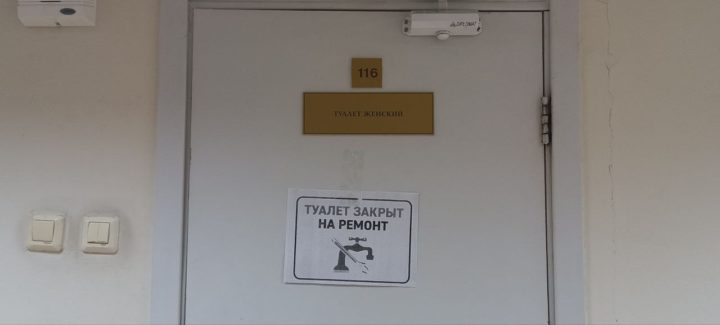 116
ТУАЛЕТ ЖЕНСКИЙ
ТУАЛЕТ ЗАКРЫТ
НА РЕМОНТ